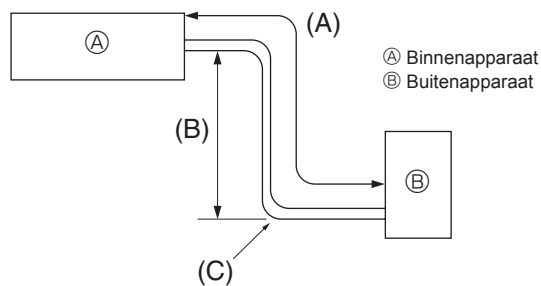 Ⓐ
(A)
Ⓐ Binnenapparaat
Ⓑ Buitenapparaat
(B)
Ⓑ
(C)